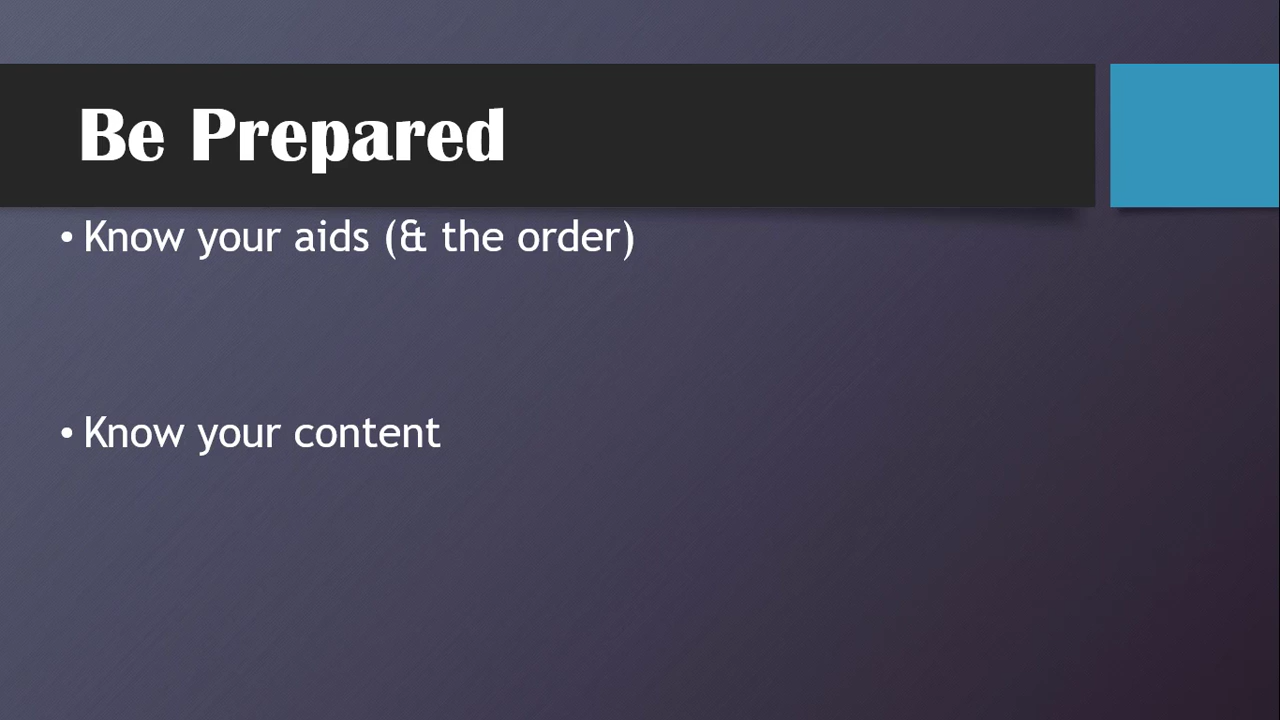 Be Prepared
• Know your aids (& the order)
• Know your content